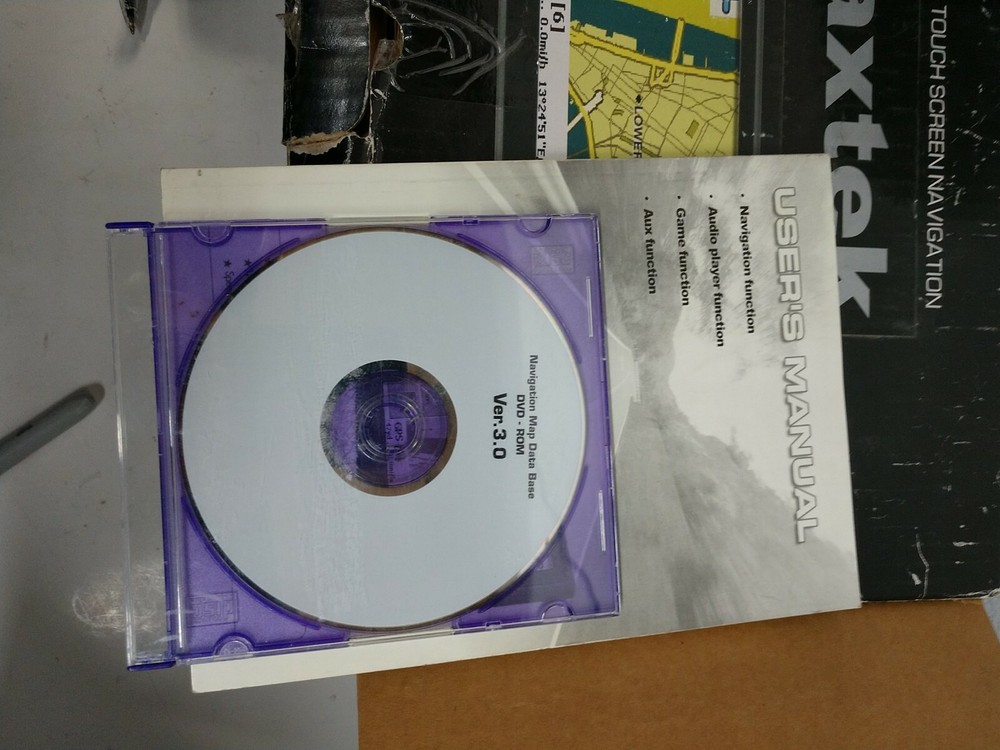 TOUCH SCREEN NAVIGATION
axtek
[6]
0.0mi/h 13°24'51"E
LOWER
USER'S MANUAL
· Navigation function
· Audio player function
· Game function
· Aux function
Navigation Map Data Base
DVD - ROM
Ver.3.0
GPS